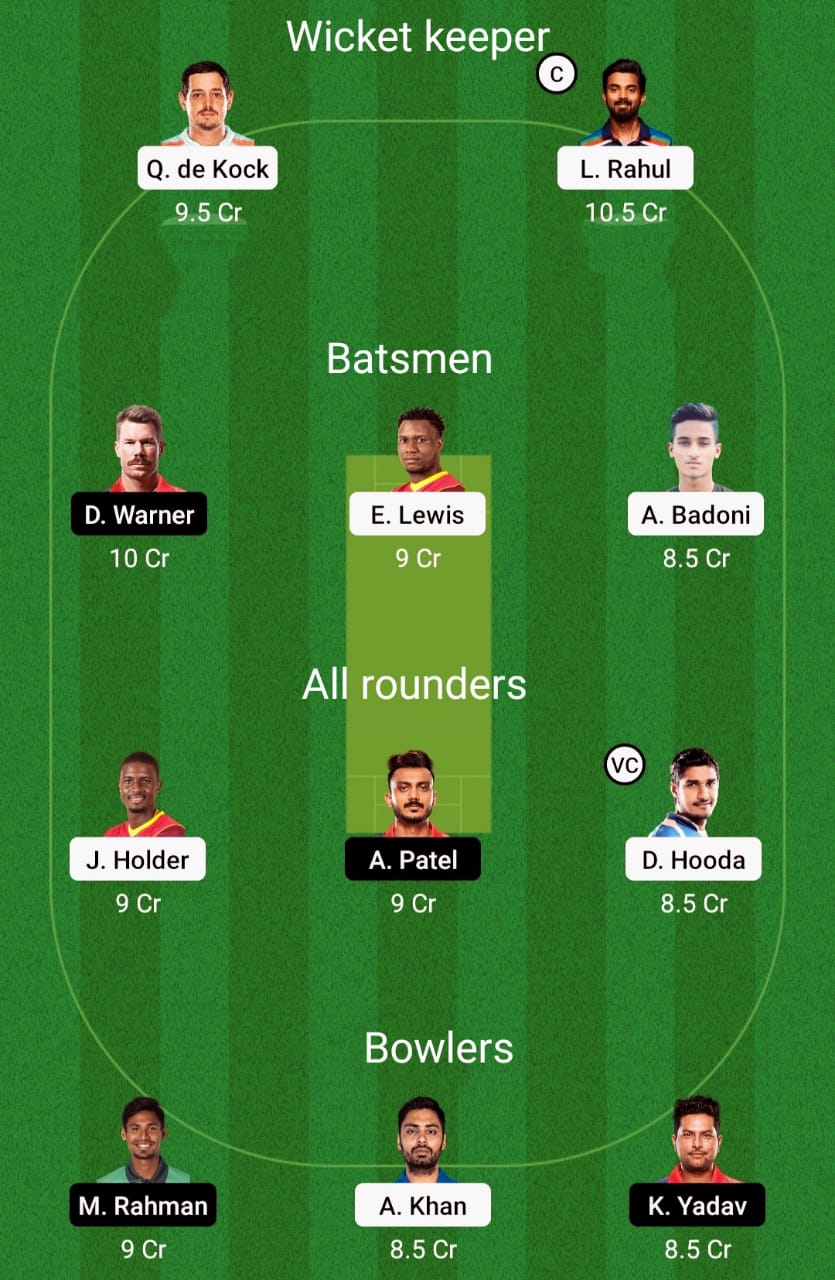 Wicket keeper
C
Q. de Kock
L. Rahul
9.5 Cr
10.5 Cr
Batsmen
D. Warner
E. Lewis
A. Badoni
10 Cr
9 Cr
8.5 Cr
All rounders
VC
J. Holder
A. Patel
D. Hooda
9 Cr
9 Cr
8.5 Cr
Bowlers
M. Rahman
A. Khan
K. Yadav
9 Cr
8.5 Cr
8.5 Cr